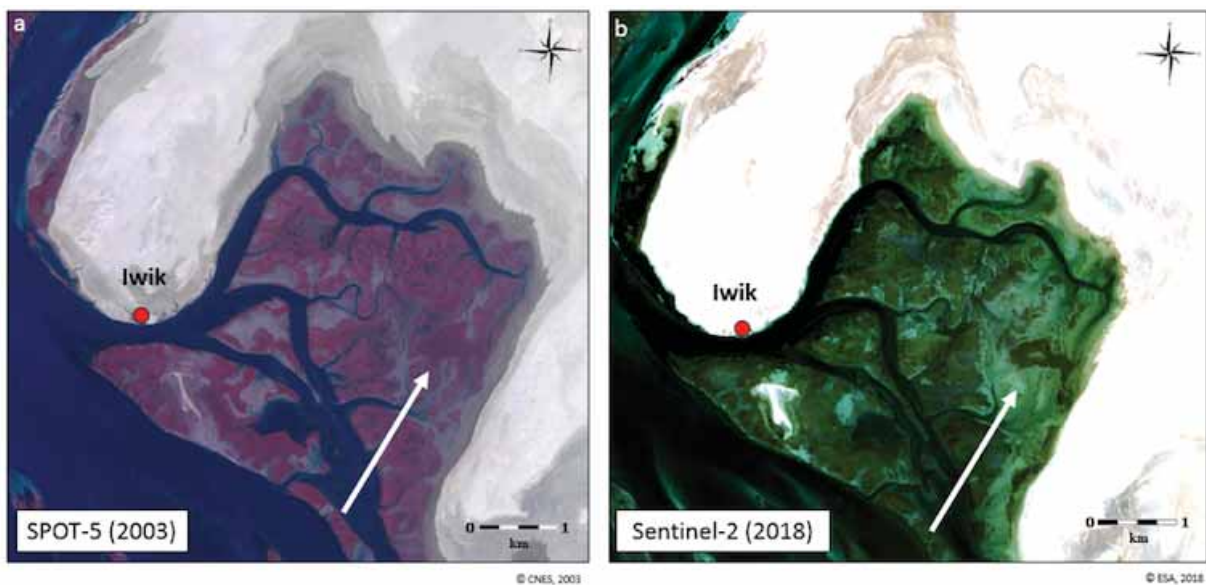 a
Iwik
SPOT-5 (2003)
0 1
km
© CNES, 2003
b
Iwik
Sentinel-2 (2018)
0 1
km
© ESA, 2018